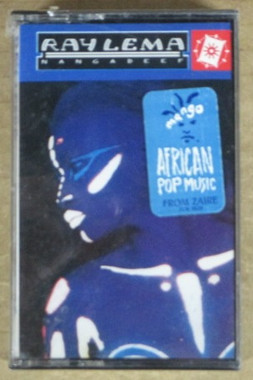 RAY LEMA
NANGADEEF
mango
AFRICAN
POP MUSIC
FROM ZAIRE